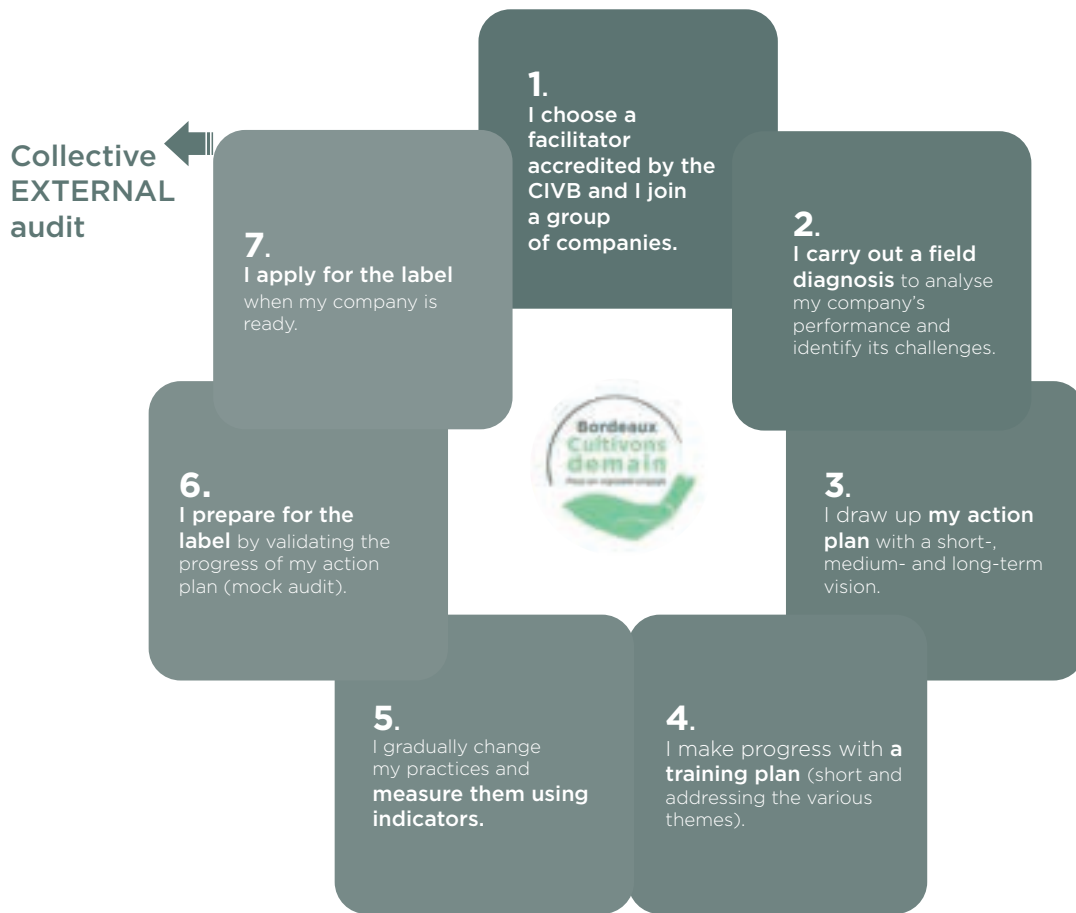 Collective
EXTERNAL
audit
1.
I choose a
facilitator
accredited by the
CIVB and I join
a group
of companies.
2.
I carry out a field
diagnosis to analyse
my company’s
performance and
identify its challenges.
3.
I draw up my action
plan with a short-,
medium- and long-term
vision.
4.
I make progress with a
training plan (short and
addressing the various
themes).
5.
I gradually change
my practices and
measure them using
indicators.
6.
I prepare for the
label by validating the
progress of my action
plan (mock audit).
7.
I apply for the label
when my company is
ready.
Bordeaux
Cultivons
demain